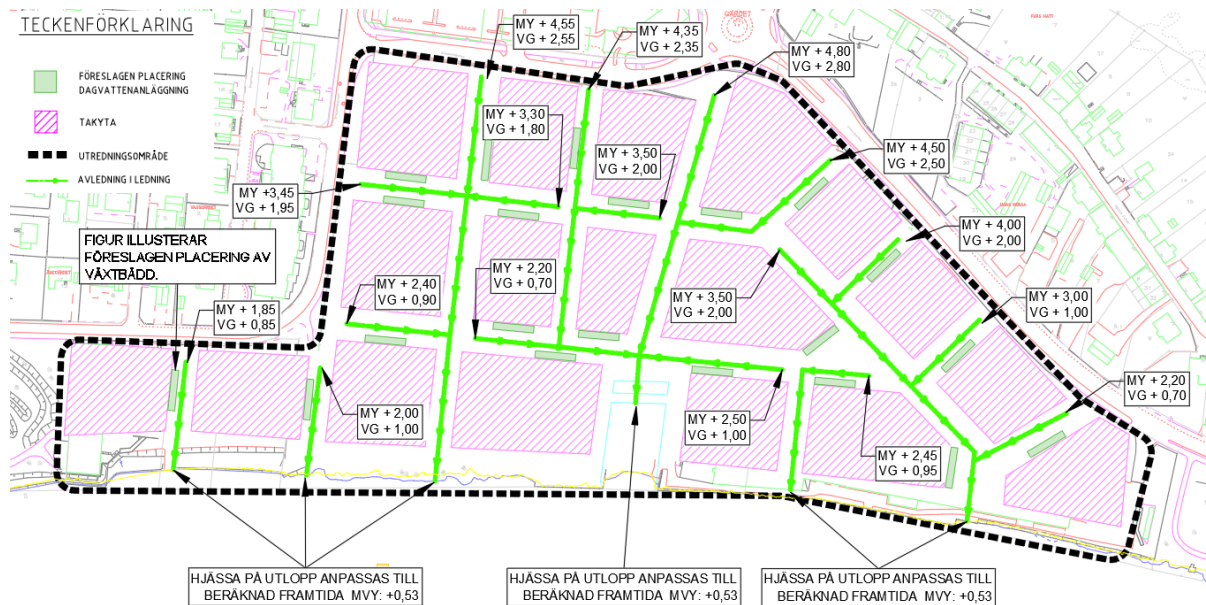 TECKENFÖRKLARING
FÖRESLAGEN PLACERING
DAGVATTENANLÄGGNING
TAKYTA
UTREDNINGSOMRÅDE
AVLEDNING I LEDNING
MY + 4,55
VG + 2,55
MY + 4,35
VG + 2,35
MY + 4,80
VG + 2,80
MY + 3,30
VG + 1,80
MY + 3,50
VG + 2,00
MY + 4,50
VG + 2,50
MY +3,45
VG + 1,95
MY + 4,00
VG + 2,00
FIGUR ILLUSTERAR
FÖRESLAGEN PLACERING AV
VÄXTBÄDD.
MY + 2,40
VG + 0,90
MY + 2,20
VG + 0,70
MY + 3,50
VG + 2,00
MY + 3,00
VG + 1,00
MY + 1,85
VG + 0,85
MY + 2,00
VG + 1,00
MY + 2,50
VG + 1,00
MY + 2,45
VG + 0,95
MY + 2,20
VG + 0,70
HJÄSSA PÅ UTLOPP ANPASSAS TILL
BERÄKNAD FRAMTIDA MVY: +0,53
HJÄSSA PÅ UTLOPP ANPASSAS TILL
BERÄKNAD FRAMTIDA MVY: +0,53
HJÄSSA PÅ UTLOPP ANPASSAS TILL
BERÄKNAD FRAMTIDA MVY: +0,53